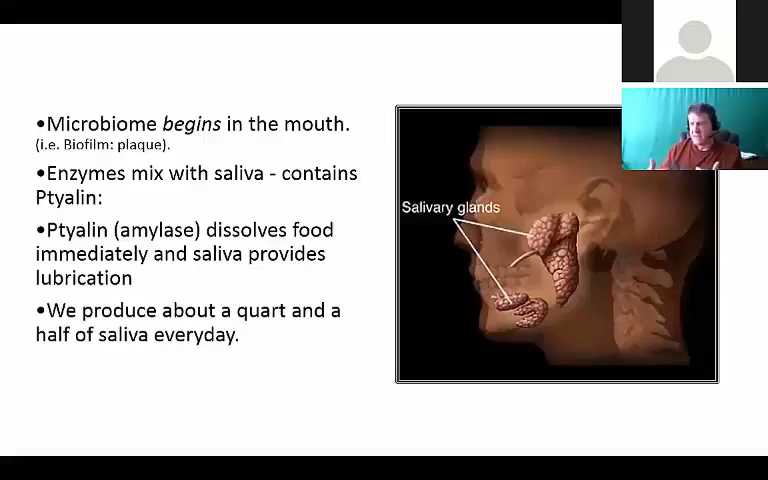 •Microbiome begins in the mouth.
(i.e. Biofilm: plaque).
•Enzymes mix with saliva - contains
Ptyalin:
•Ptyalin (amylase) dissolves food
immediately and saliva provides
lubrication
•We produce about a quart and a
half of saliva everyday.
Salivary glands